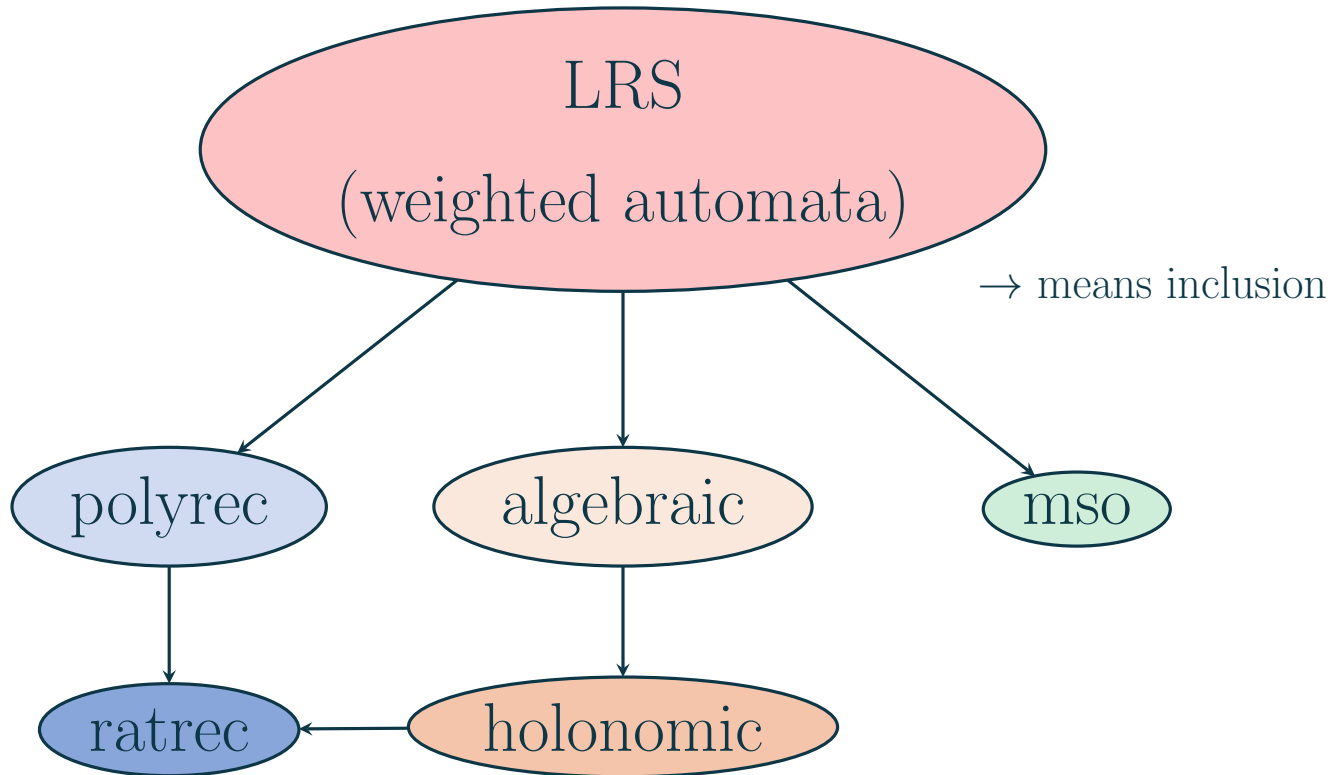 LRS
(weighted automata)
→ means inclusion
polyrec
algebraic
mso
ratrec
holonomic